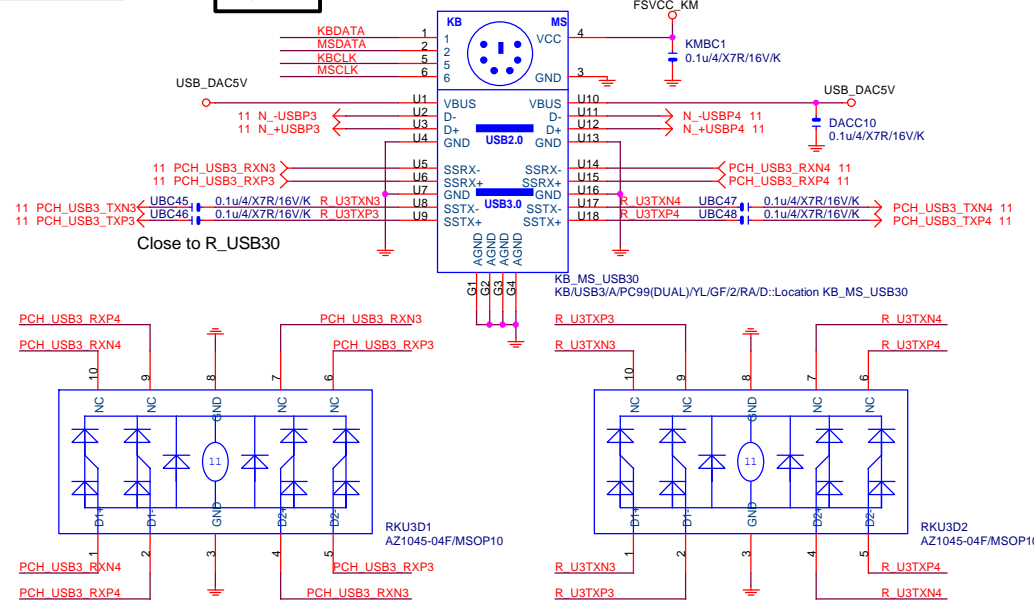 FSVCC_KM
KB MS
KBDATA 1 1 VCC 4
MSDATA 2 2
KBCLK 5 5
MSCLK 6 6 GND 3
KMBC1
0.1u/4/X7R/16V/K
USB_DAC5V USB_DAC5V
U1 VBUS VBUS U10
11 N_-USBP3 U2 D- D- U11 N_-USBP4 11
11 N_+USBP3 U3 D+ D+ U12 N_+USBP4 11
U4 GND USB2.0 GND U13
DACC10
0.1u/4/X7R/16V/K
11 PCH_USB3_RXN3 U5 SSRX- SSRX- U14 PCH_USB3_RXN4 11
11 PCH_USB3_RXP3 U6 SSRX+ SSRX+ U15 PCH_USB3_RXP4 11
U7 GND USB3.0 GND U16
11 PCH_USB3_TXN3 UBC45 0.1u/4/X7R/16V/K R_U3TXN3 U8 SSTX- SSTX- U17 R_U3TXN4 UBC47 0.1u/4/X7R/16V/K PCH_USB3_TXN4 11
11 PCH_USB3_TXP3 UBC46 0.1u/4/X7R/16V/K R_U3TXP3 U9 SSTX+ SSTX+ U18 R_U3TXP4 UBC48 0.1u/4/X7R/16V/K PCH_USB3_TXP4 11
Close to R_USB30
AGND AGND AGND AGND
G1 G2 G3 G4
KB_MS_USB30
KB/USB3/A/PC99(DUAL)/YL/GF/2/RA/D::Location KB_MS_USB30
PCH_USB3_RXP4 PCH_USB3_RXN3
PCH_USB3_RXN4 PCH_USB3_RXP3
10 9 8 7 6
NC NC GND NC NC
11
D1+ D1- GND D2+ D2-
1 2 3 4 5
RKU3D1
AZ1045-04F/MSOP10
PCH_USB3_RXN4 PCH_USB3_RXP3
PCH_USB3_RXP4 PCH_USB3_RXN3
R_U3TXP3 R_U3TXN4
R_U3TXN3 R_U3TXP4
10 9 8 7 6
NC NC GND NC NC
11
D1+ D1- GND D2+ D2-
1 2 3 4 5
RKU3D2
AZ1045-04F/MSOP10
R_U3TXN3 R_U3TXP4
R_U3TXP3 R_U3TXN4